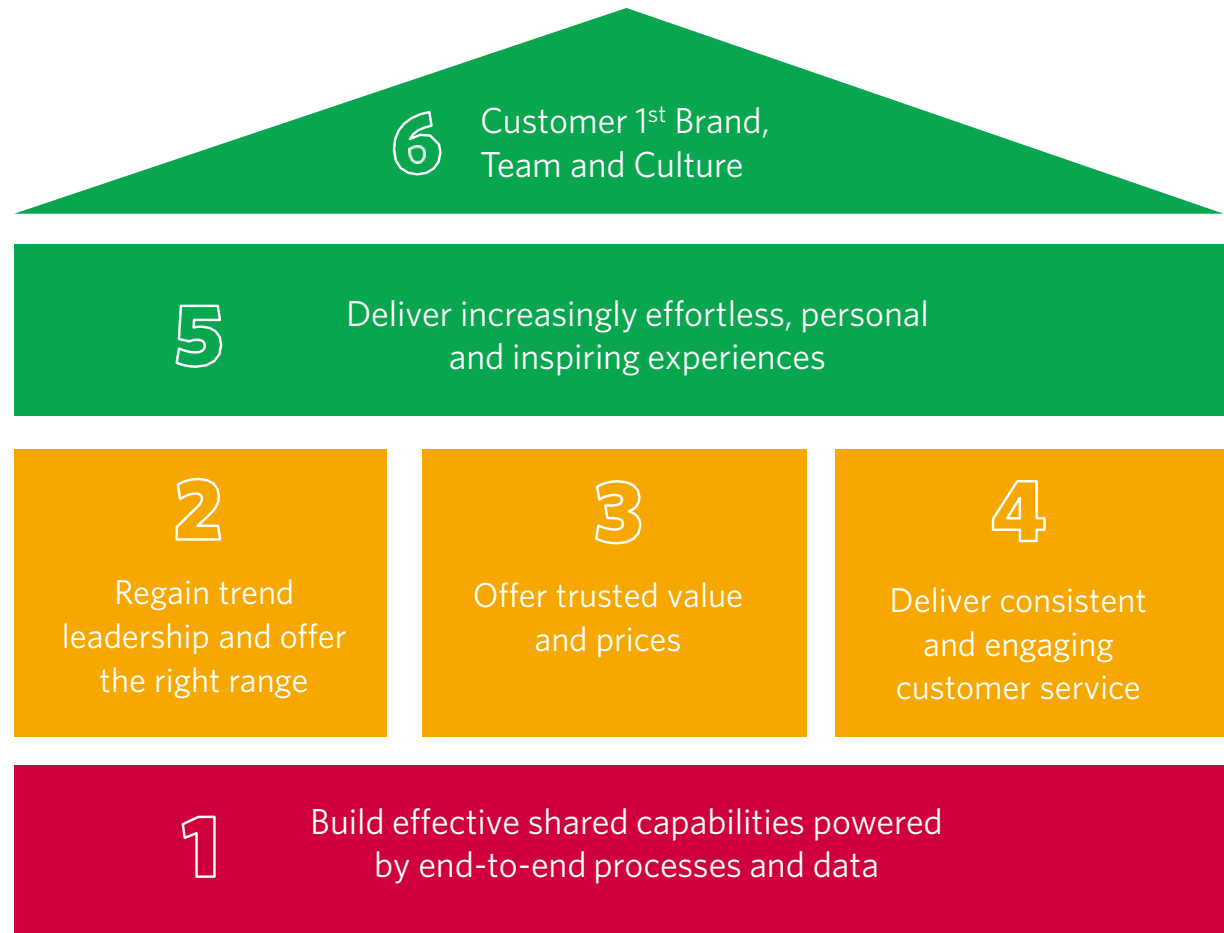 6
Customer 1st Brand,
Team and Culture
5
Deliver increasingly effortless, personal
and inspiring experiences
2
Regain trend
leadership and offer
the right range
3
Offer trusted value
and prices
4
Deliver consistent
and engaging
customer service
1
Build effective shared capabilities powered
by end-to-end processes and data